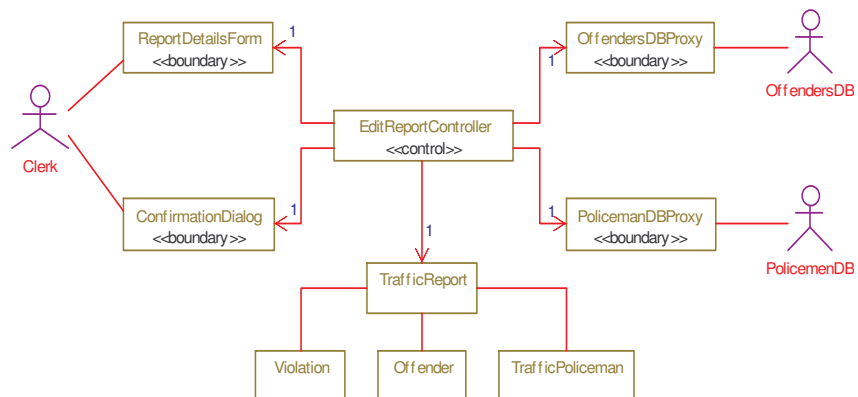 ReportDetailsForm
<<boundary>>
1
OffendersDBProxy
<<boundary>>
1
OffendersDB
EditReportController
<<control>>
Clerk
ConfirmationDialog
<<boundary>>
1
PolicemanDBProxy
<<boundary>>
1
PolicemenDB
1
TrafficReport
Violation
Offender
TrafficPoliceman